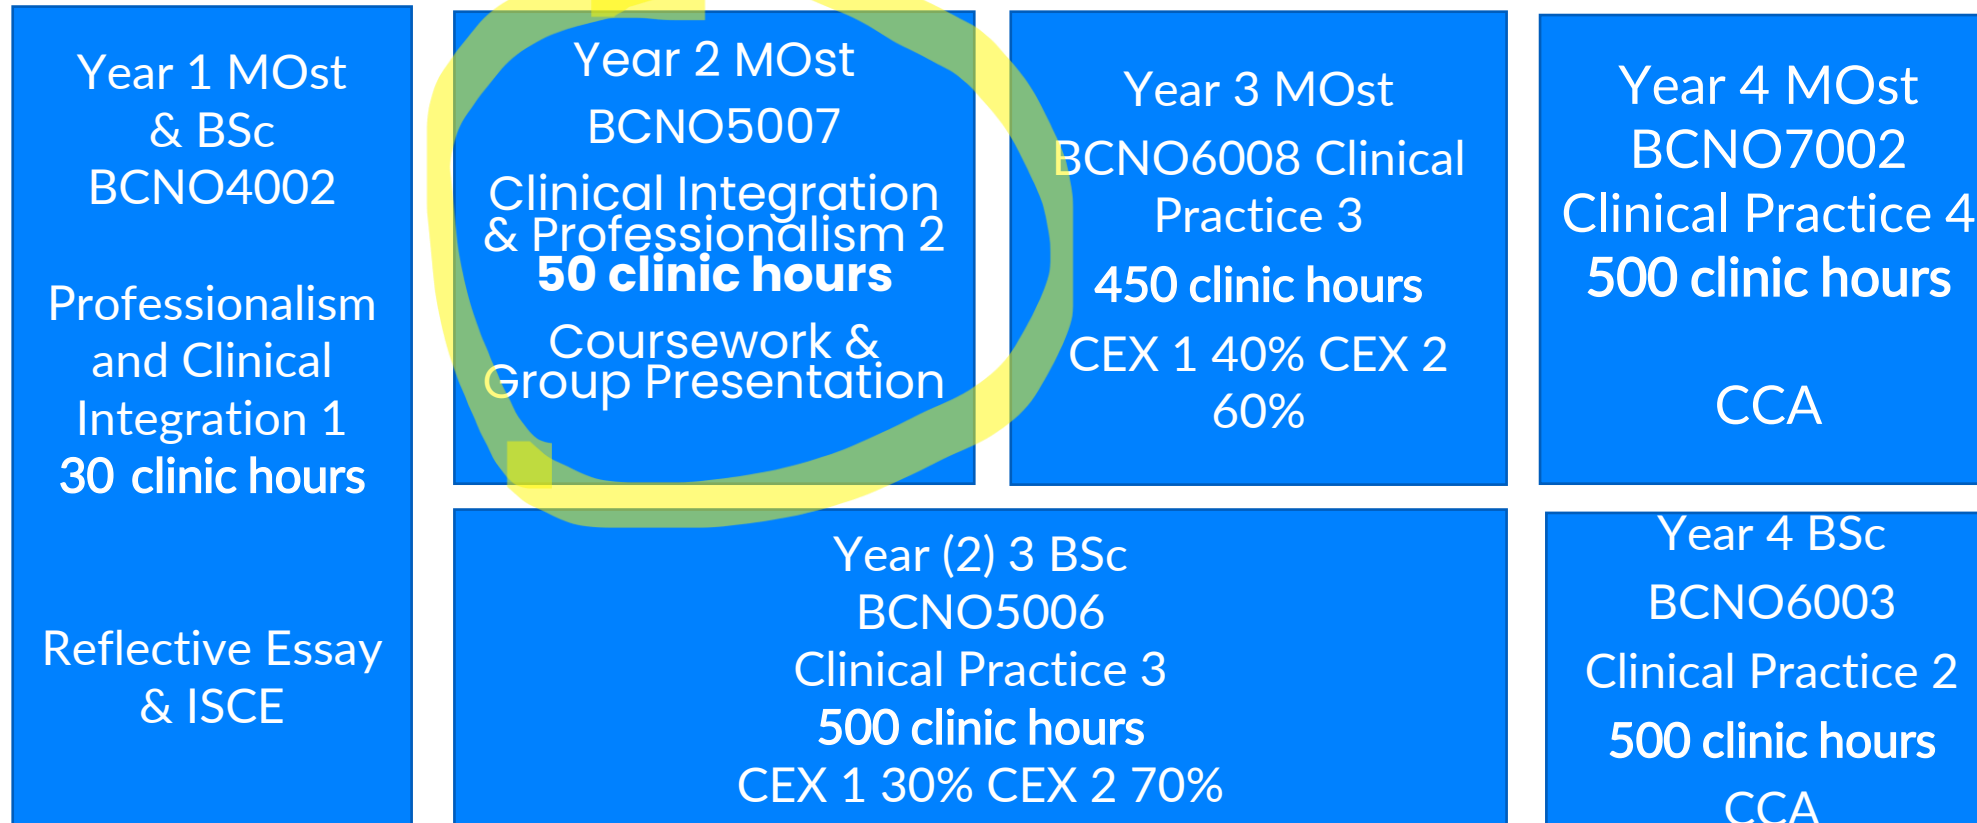 Year 1 MOst
& BSc
BCNO4002
Professionalism
and Clinical
Integration 1
30 clinic hours
Reflective Essay
& ISCE
Year 2 MOst
BCNO5007
Clinical Integration
& Professionalism 2
50 clinic hours
Coursework &
Group Presentation
Year 3 MOst
BCNO6008 Clinical
Practice 3
450 clinic hours
CEX 1 40% CEX 2
60%
Year 4 MOst
BCNO7002
Clinical Practice 4
500 clinic hours
CCA
Year (2) 3 BSc
BCNO5006
Clinical Practice 3
500 clinic hours
CEX 1 30% CEX 2 70%
Year 4 BSc
BCNO6003
Clinical Practice 2
500 clinic hours
CCA